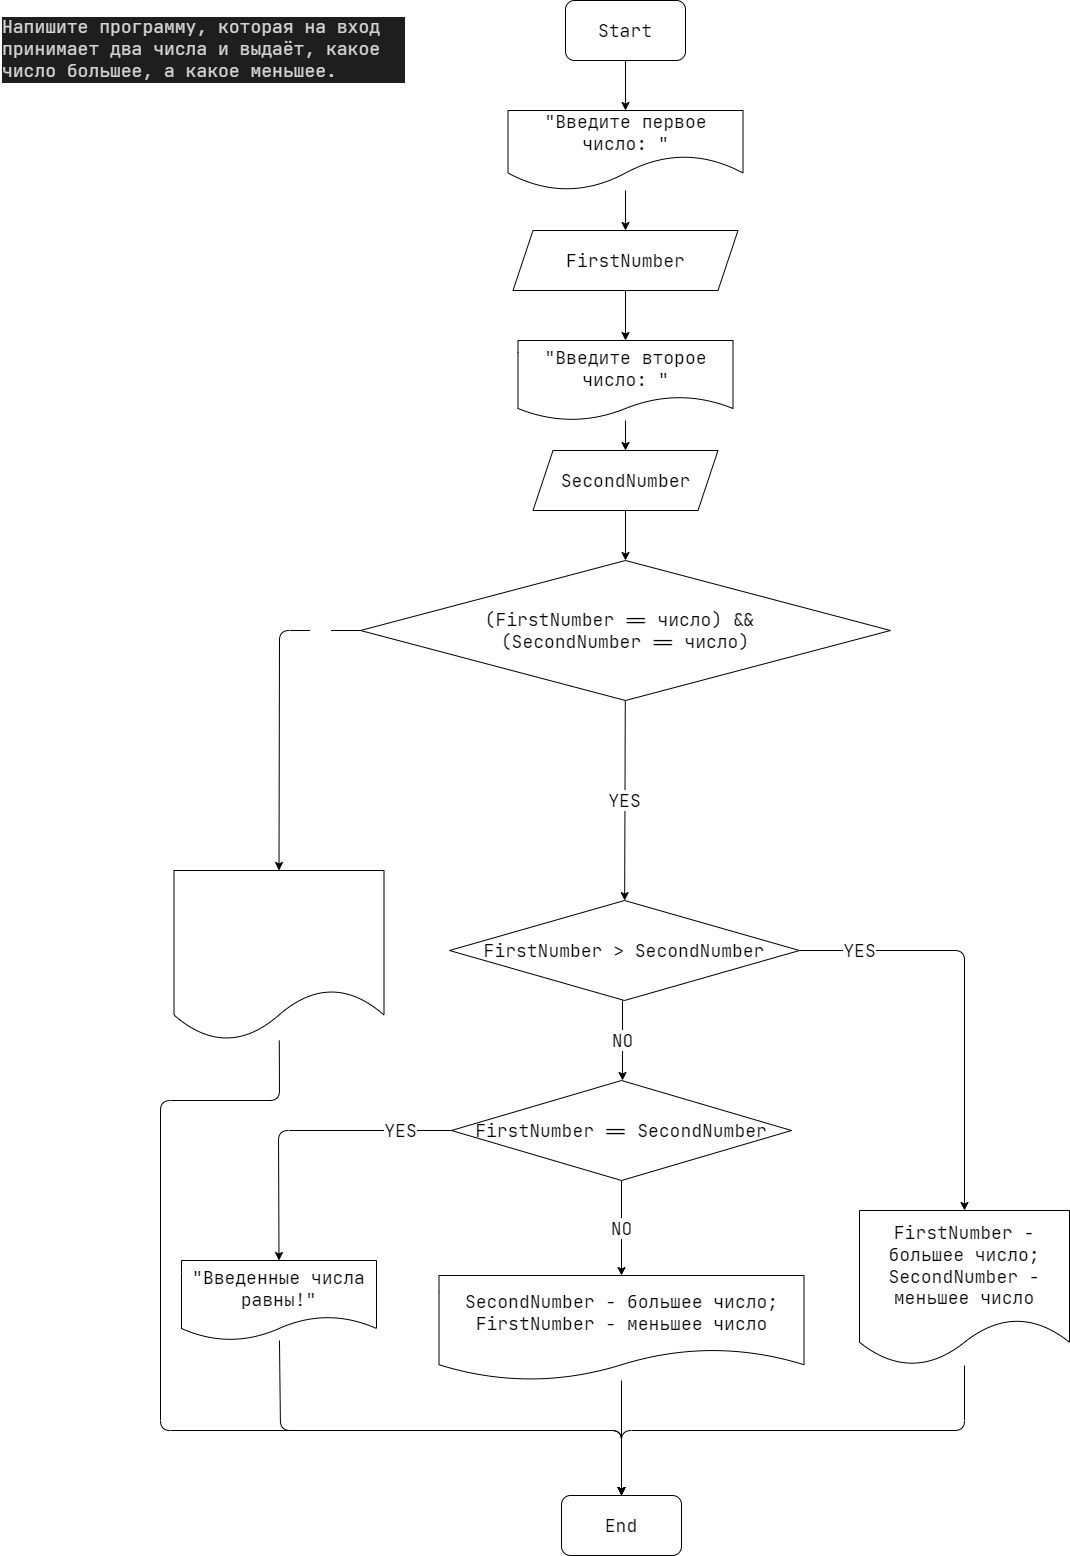 Напишите программу, которая на вход
принимает два числа и выдаёт, какое
число большее, а какое меньшее.
Start
"Введите первое
число: "
FirstNumber
"Введите второе
число: "
SecondNumber
(FirstNumber == число) &&
(SecondNumber == число)
YES
FirstNumber > SecondNumber
YES
NO
FirstNumber == SecondNumber
YES
NO
FirstNumber -
большее число;
SecondNumber -
меньшее число
"Введенные числа
равны!"
SecondNumber - большее число;
FirstNumber - меньшее число
End